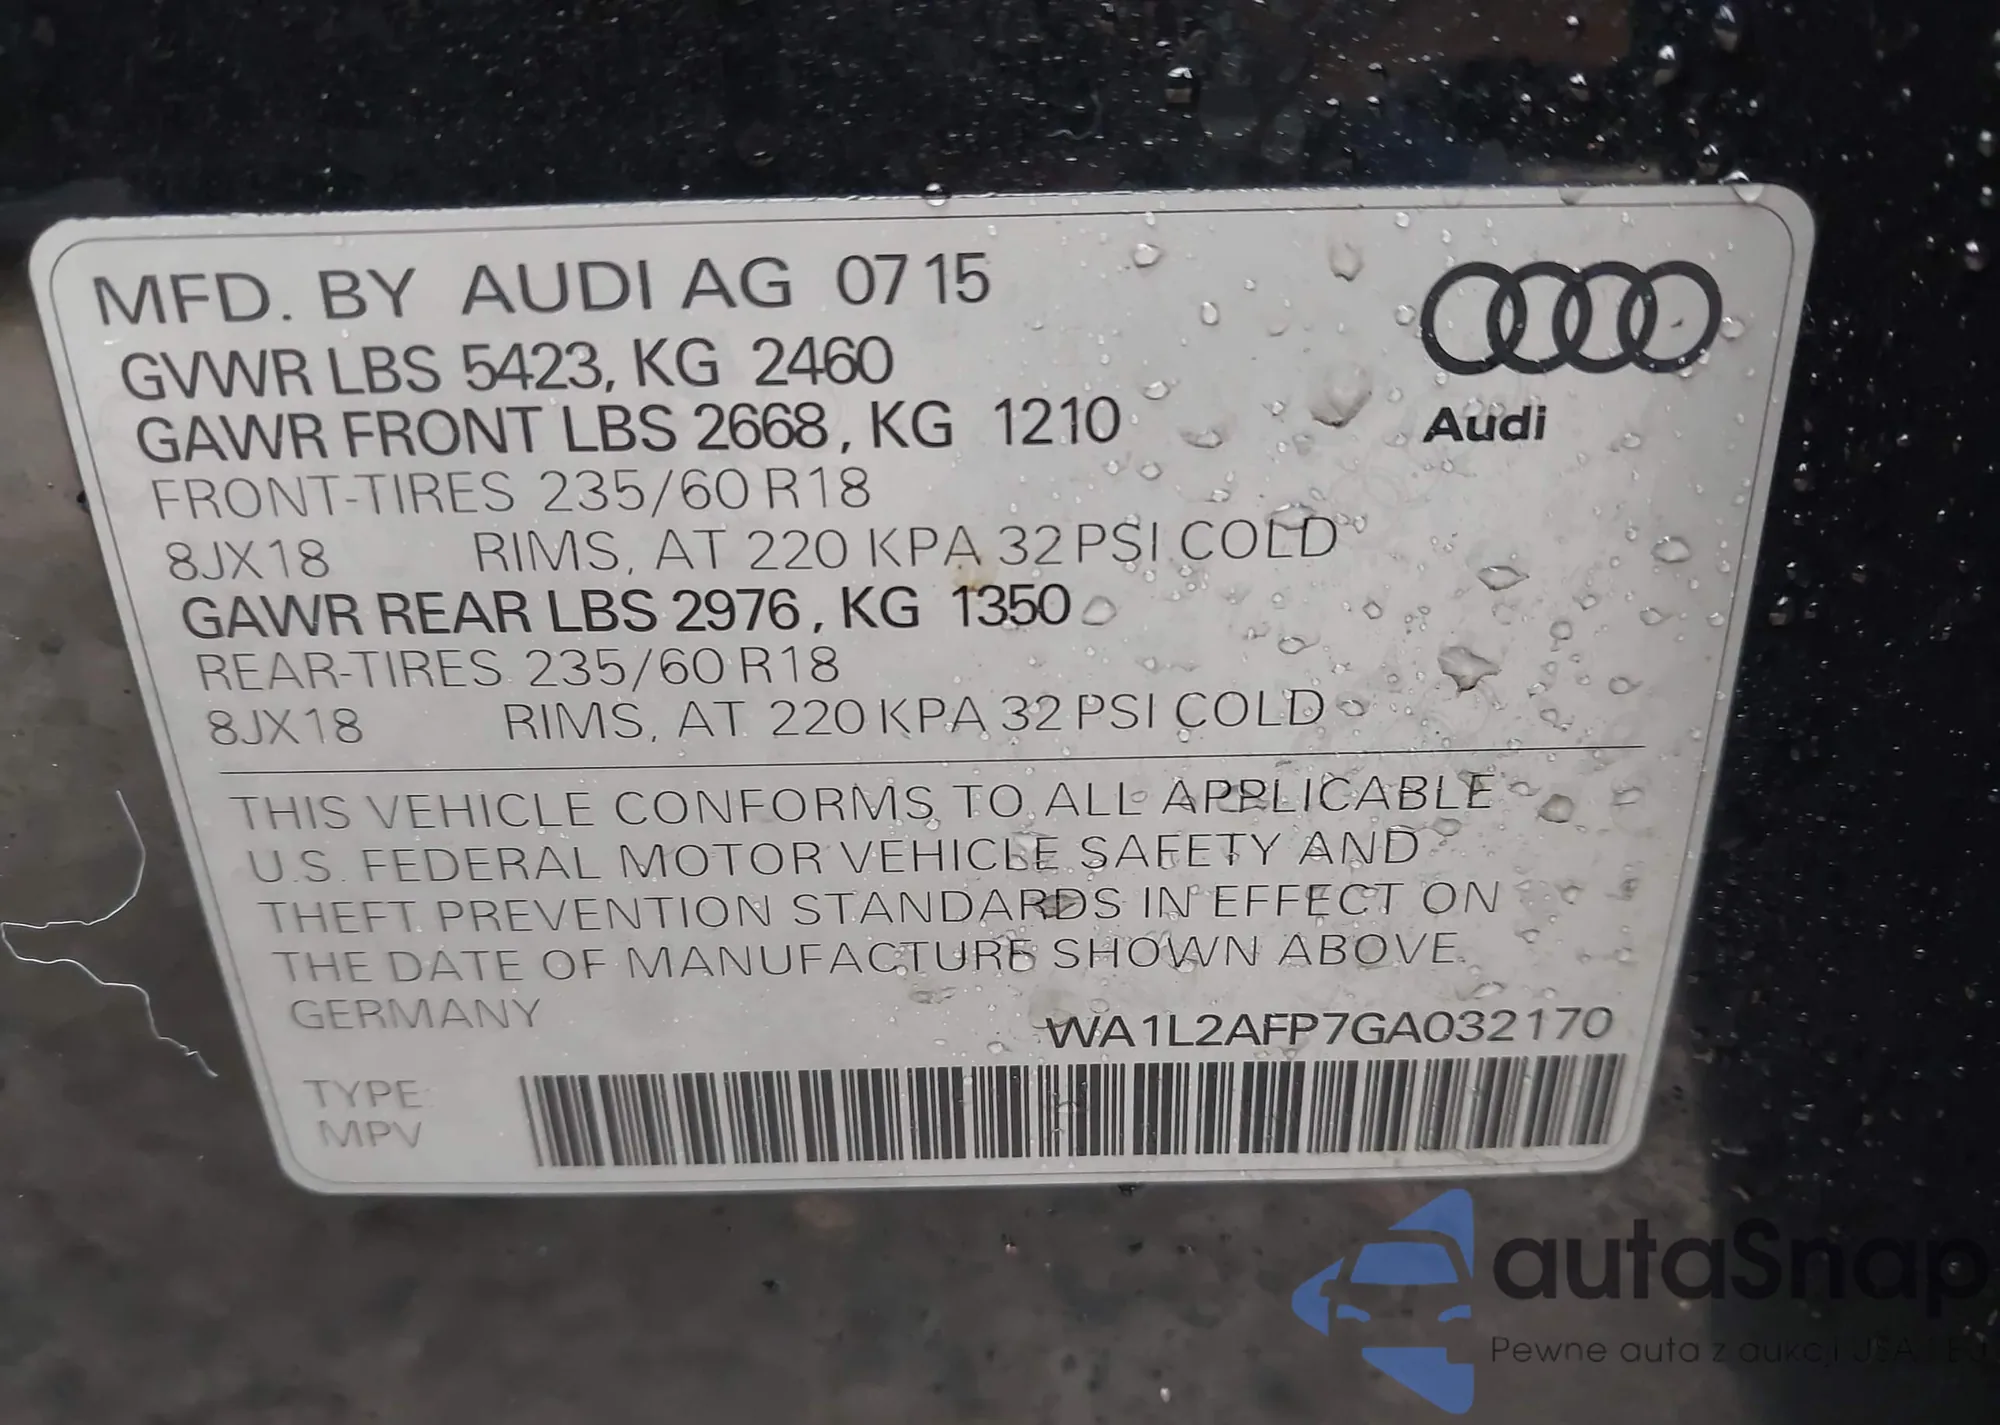 MFD. BY AUDI AG 07 15
GVWR LBS 5423, KG 2460
GAWR FRONT LBS 2668, KG 1210
FRONT-TIRES 235/60 R18
8JX18 RIMS, AT 220 KPA 32 PSI COLD
GAWR REAR LBS 2976, KG 1350
REAR-TIRES 235/60 R18
8JX18 RIMS, AT 220 KPA 32 PSI COLD
Audi
THIS VEHICLE CONFORMS TO ALL APPLICABLE
U.S. FEDERAL MOTOR VEHICLE SAFETY AND
THEFT PREVENTION STANDARDS IN EFFECT ON
THE DATE OF MANUFACTURE SHOWN ABOVE.
GERMANY
WA1L2AFP7GA032170
TYPE:
MPV
autaSnap
Pewne auta z aukcji USA